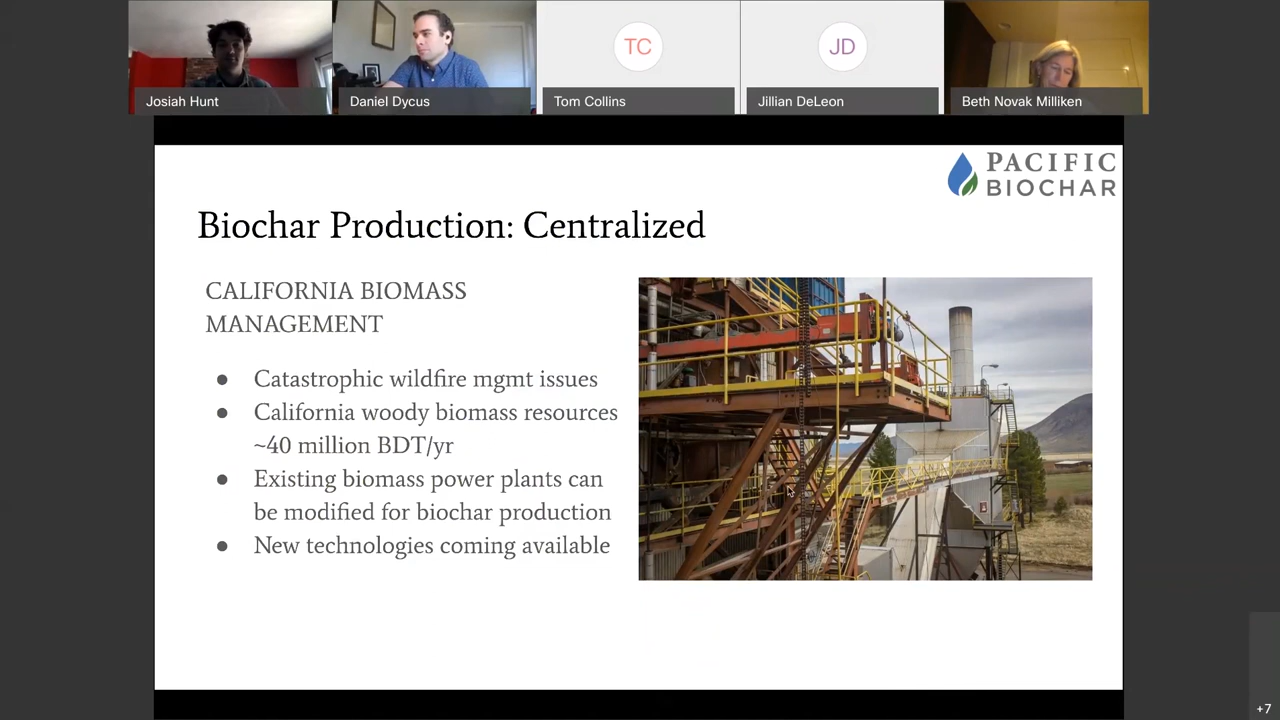 TC
JD
Josiah Hunt
Daniel Dycus
Tom Collins
Jillian DeLeon
Beth Novak Milliken
PACIFIC
BIOCHAR
Biochar Production: Centralized
CALIFORNIA BIOMASS
MANAGEMENT
● Catastrophic wildfire mgmt issues
● California woody biomass resources
~40 million BDT/yr
● Existing biomass power plants can
be modified for biochar production
● New technologies coming available
+7